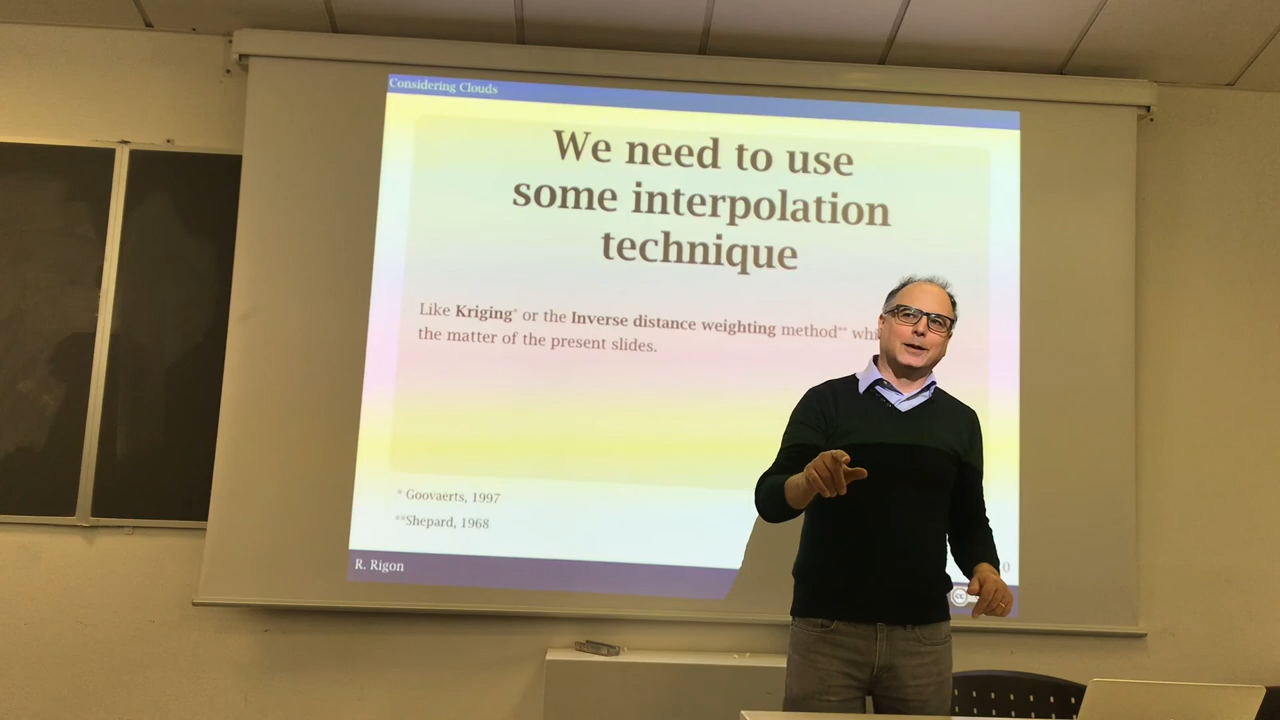 Considering Clouds
We need to use
some interpolation
technique
Like Kriging* or the Inverse distance weighting method**
the matter of the present slides.
* Goovaerts, 1997
**Shepard, 1968
R. Rigon
cc